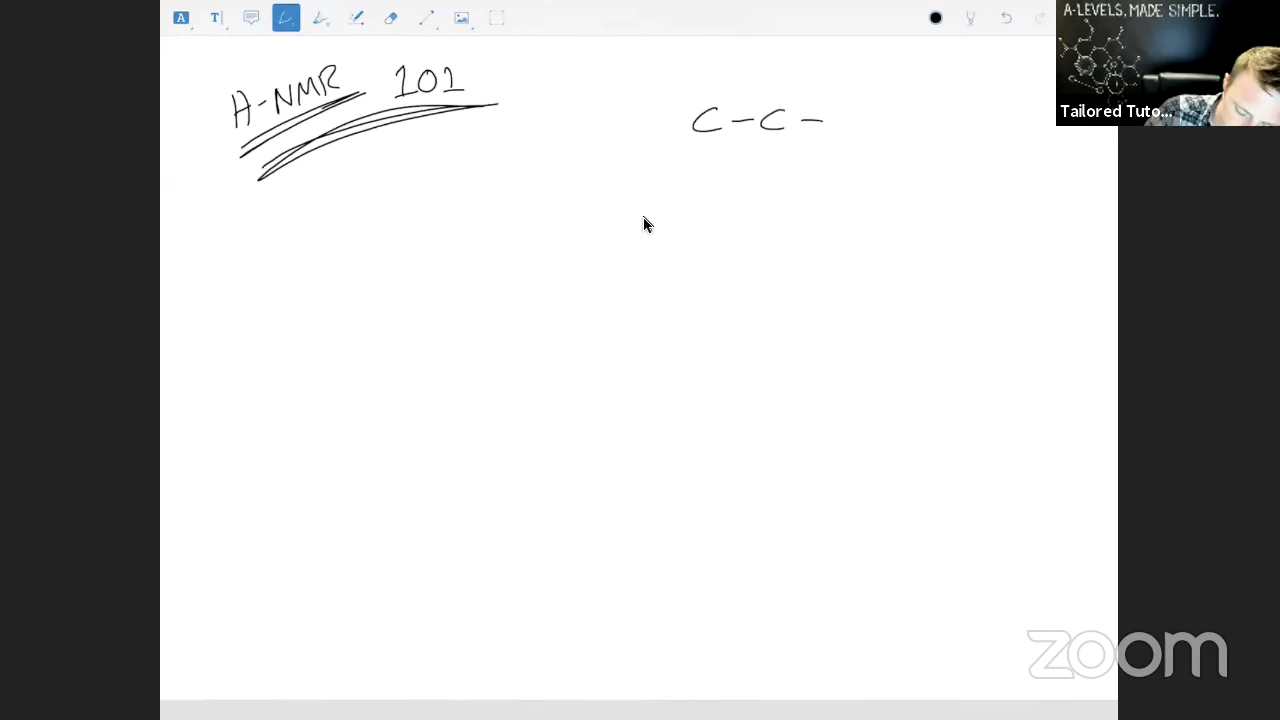 A-LEVELS, MADE SIMPLE.
H-NMR 101
C-C-
Tailored Tuto...
zoom